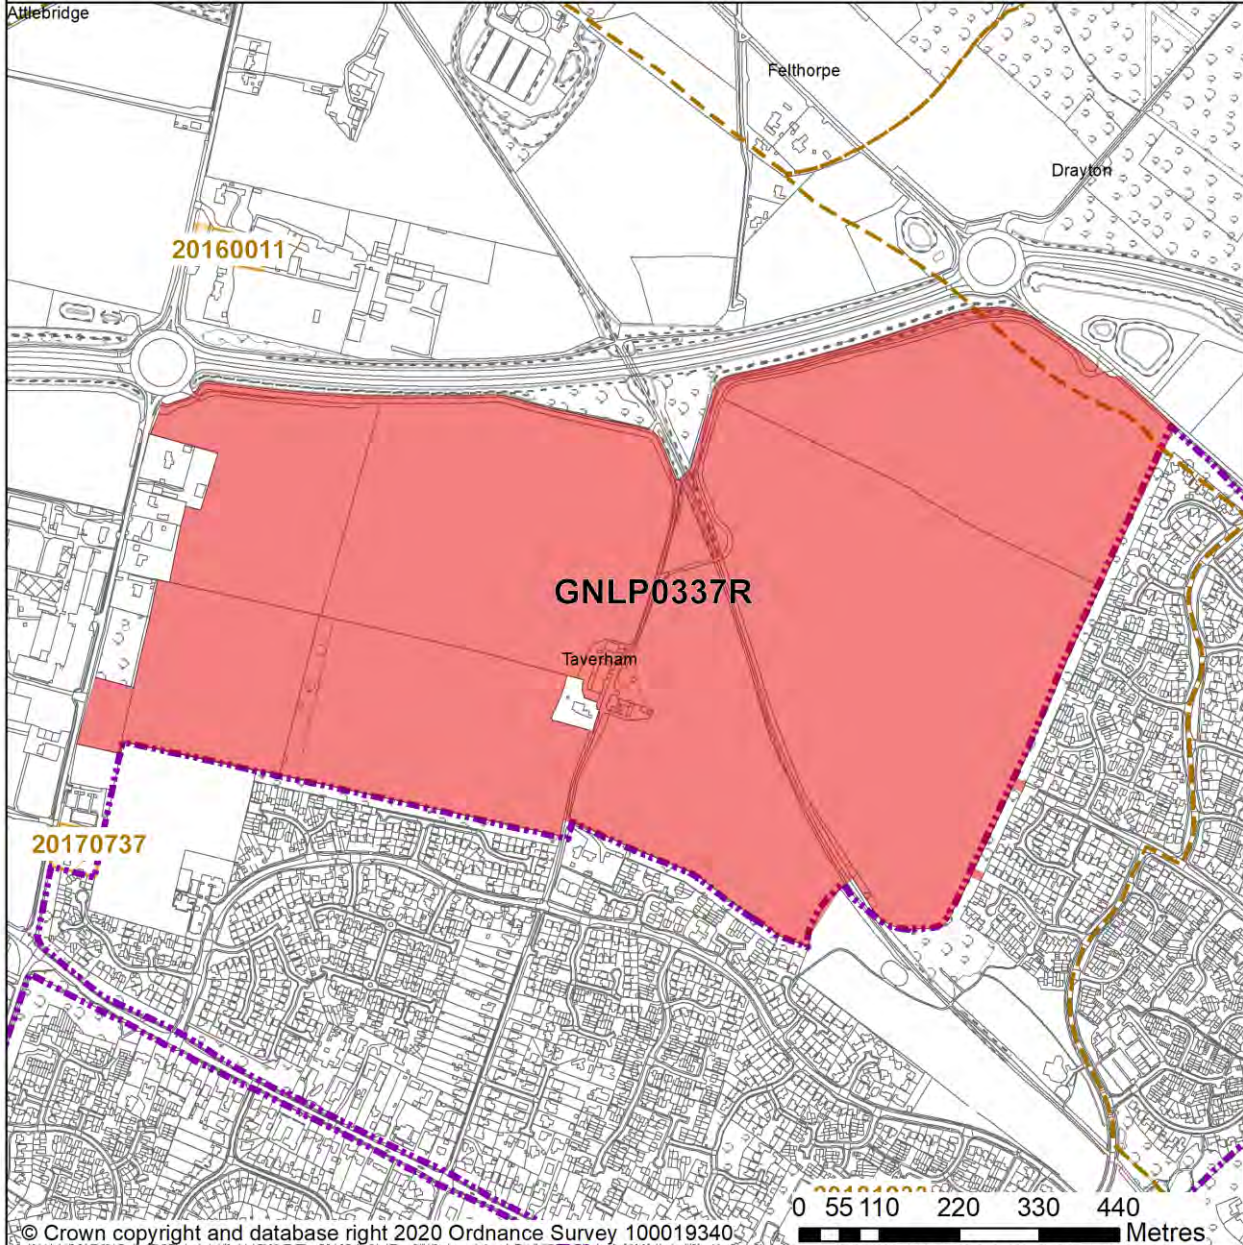 Attlebridge
Felthorpe
Drayton
20160011
GNLP0337R
Taverham
20170737
0 55 110 220 330 440
Metres
© Crown copyright and database right 2020 Ordnance Survey 100019340